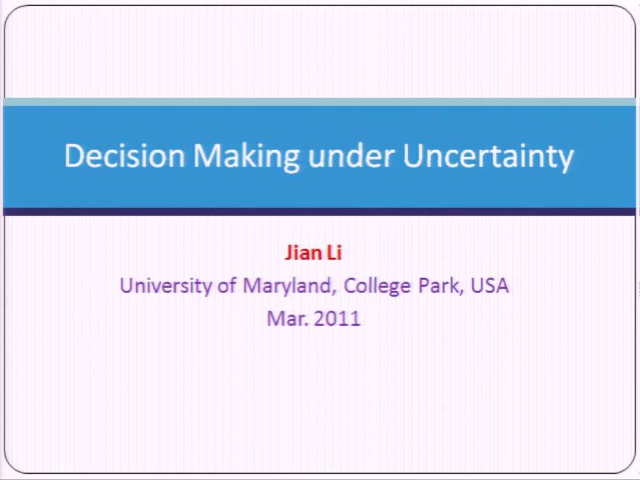 Decision Making under Uncertainty
Jian Li
University of Maryland, College Park, USA
Mar. 2011